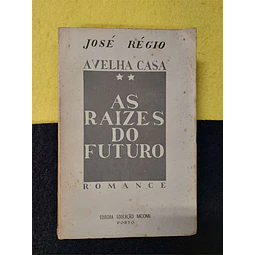 JOSÉ RÉGIO
A VELHA CASA
★★
AS
RAIZES
DO
FUTURO
ROMANCE
EDITORA EDUCAÇÃO NACIONAL
PORTO